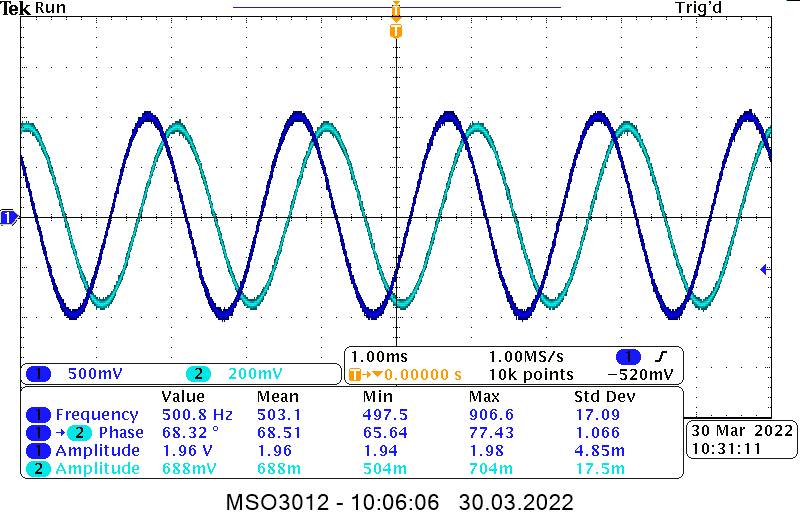 Tek Run Trig'd
T
T
1
1.00ms 1.00MS/s 1 
1 500mV 2 200mV T→▼0.00000 s 10k points −520mV
Value Mean Min Max Std Dev
1 Frequency 500.8 Hz 503.1 497.5 906.6 17.09
1 →2 Phase 68.32 ° 68.51 65.64 77.43 1.066
1 Amplitude 1.96 V 1.96 1.94 1.98 4.85m
2 Amplitude 688mV 688m 504m 704m 17.5m
30 Mar 2022
10:31:11
MSO3012 - 10:06:06 30.03.2022